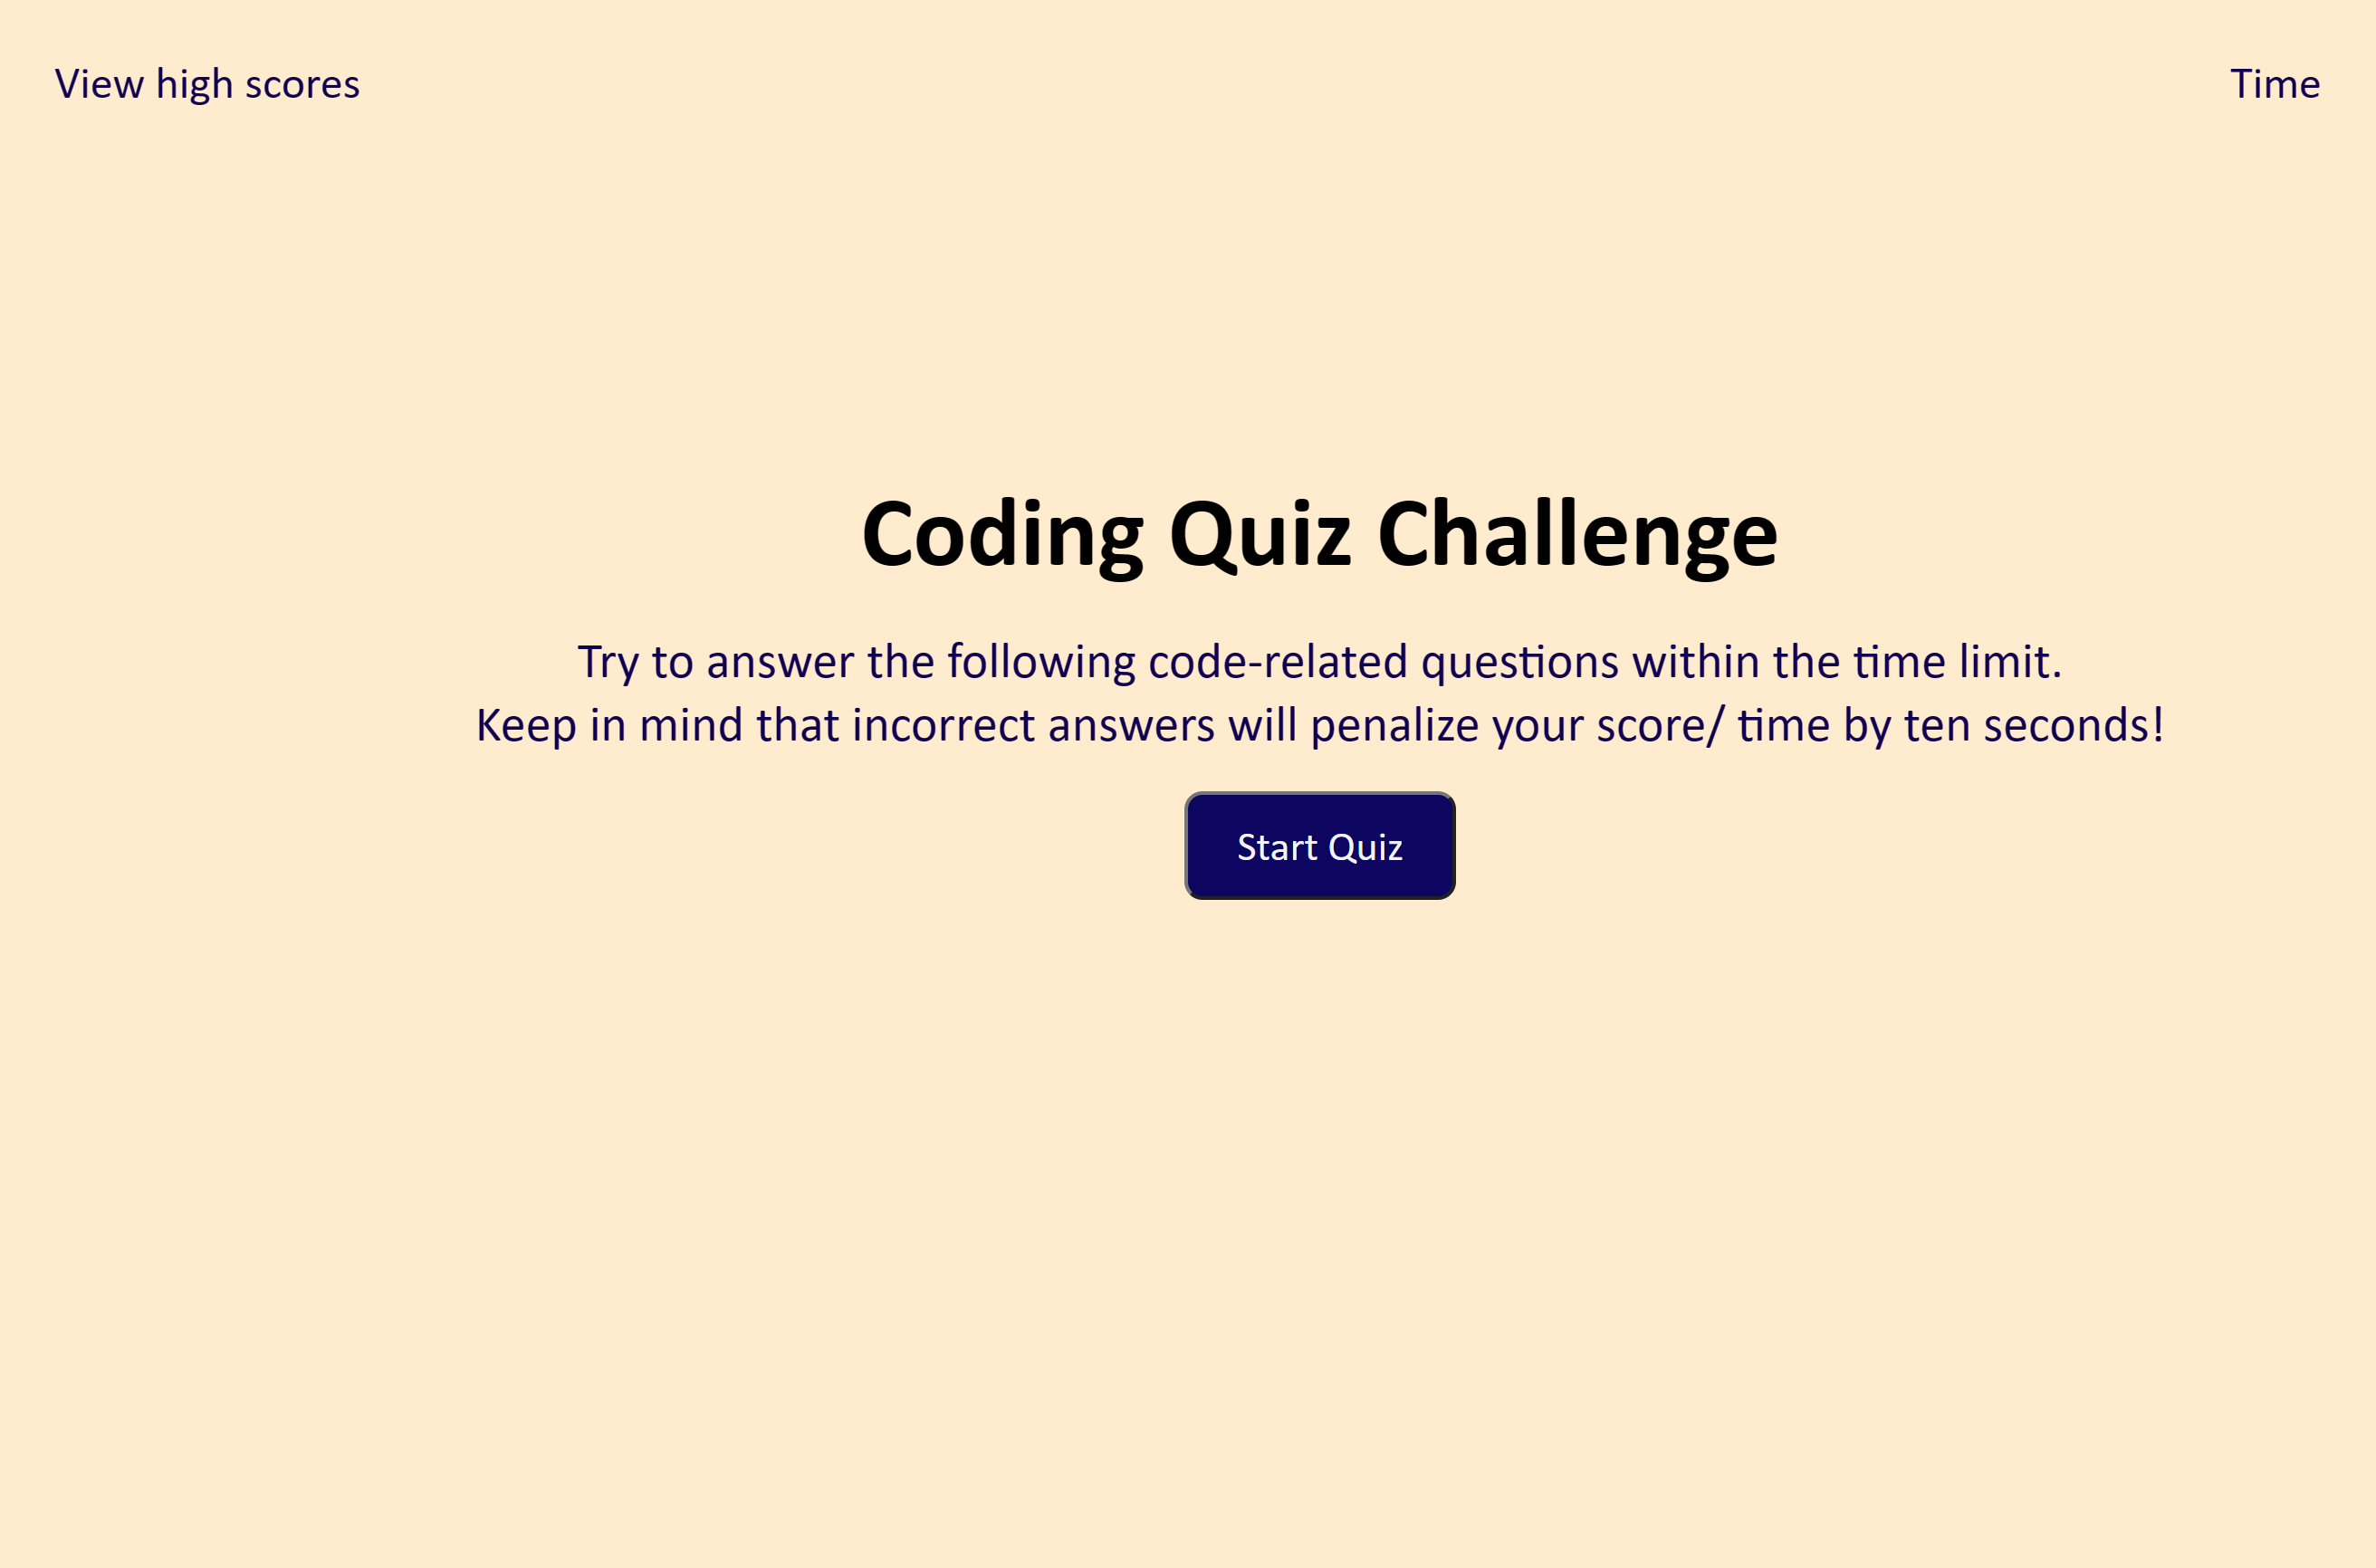 View high scores
Time
Coding Quiz Challenge
Try to answer the following code-related questions within the time limit.
Keep in mind that incorrect answers will penalize your score/ time by ten seconds!
Start Quiz